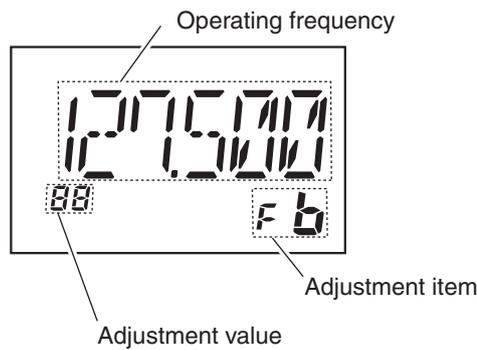 Operating frequency
127.500
88
F b
Adjustment item
Adjustment value